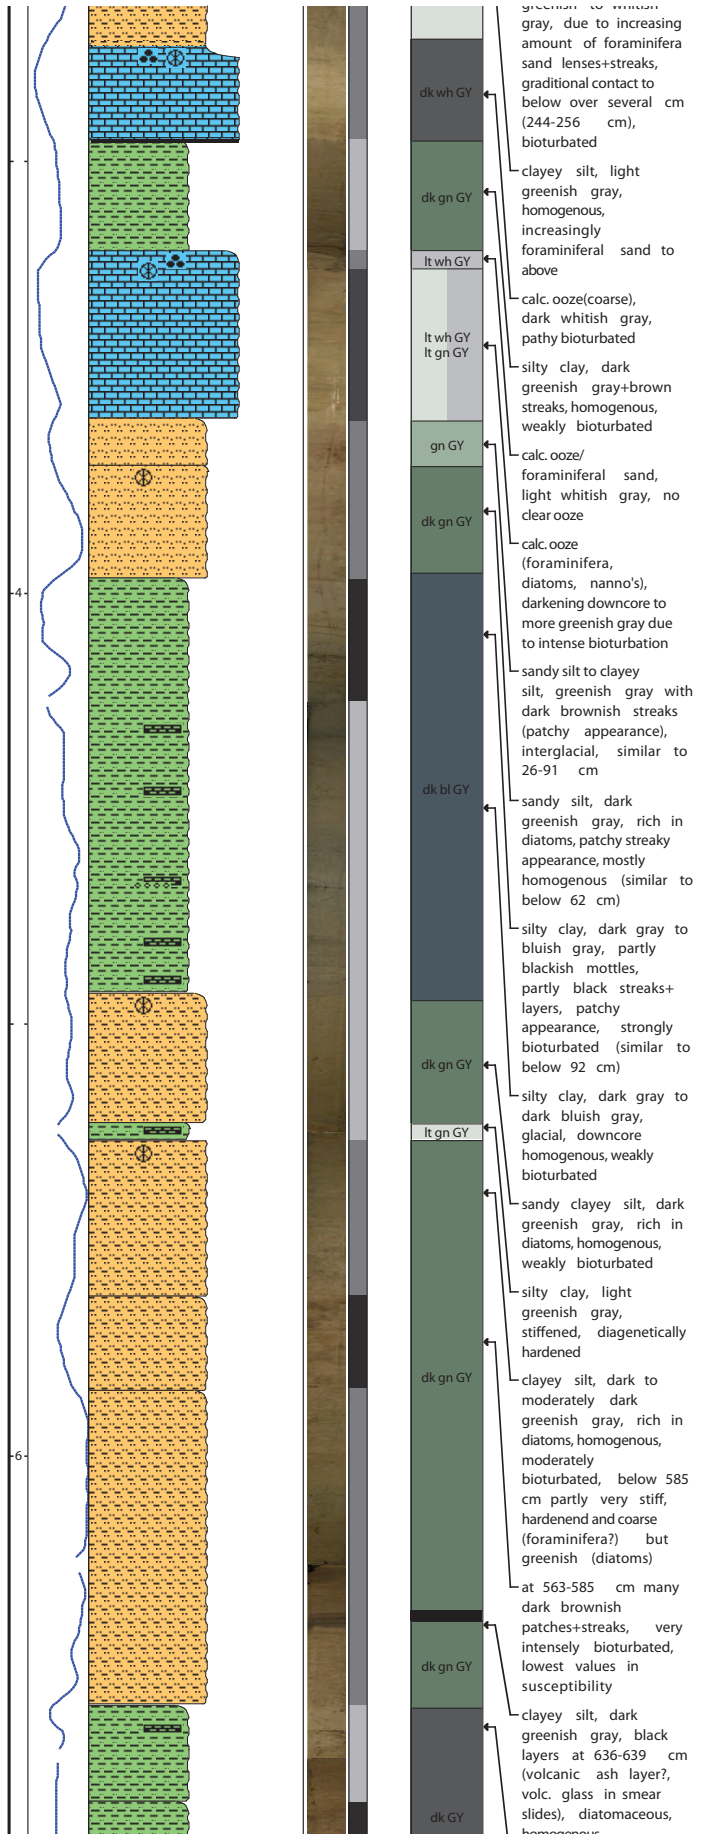 greenish to whitish
gray, due to increasing
amount of foraminifera
sand lenses+streaks,
graditional contact to
below over several cm
(244-256 cm),
bioturbated
clayey silt, light
greenish gray,
homogenous,
increasingly
foraminiferal sand to
above
calc. ooze(coarse),
dark whitish gray,
pathy bioturbated
silty clay, dark
greenish gray+brown
streaks, homogenous,
weakly bioturbated
calc. ooze/
foraminiferal sand,
light whitish gray, no
clear ooze
calc. ooze
(foraminifera,
diatoms, nanno's),
darkening downcore to
more greenish gray due
to intense bioturbation
sandy silt to clayey
silt, greenish gray with
dark brownish streaks
(patchy appearance),
interglacial, similar to
26-91 cm
sandy silt, dark
greenish gray, rich in
diatoms, patchy streaky
appearance, mostly
homogenous (similar to
below 62 cm)
silty clay, dark gray to
bluish gray, partly
blackish mottles,
partly black streaks+
layers, patchy
appearance, strongly
bioturbated (similar to
below 92 cm)
silty clay, dark gray to
dark bluish gray,
glacial, downcore
homogenous, weakly
bioturbated
sandy clayey silt, dark
greenish gray, rich in
diatoms, homogenous,
weakly bioturbated
silty clay, light
greenish gray,
stiffened, diagenetically
hardened
clayey silt, dark to
moderately dark
greenish gray, rich in
diatoms, homogenous,
moderately
bioturbated, below 585
cm partly very stiff,
hardenend and coarse
(foraminifera?) but
greenish (diatoms)
at 563-585 cm many
dark brownish
patches+streaks, very
intensely bioturbated,
lowest values in
susceptibility
clayey silt, dark
greenish gray, black
layers at 636-639 cm
(volcanic ash layer?,
volc. glass in smear
slides), diatomaceous,
homogenous
dk wh GY
dk gn GY
lt wh GY
lt wh GY
lt gn GY
gn GY
dk gn GY
dk bl GY
dk gn GY
lt gn GY
dk gn GY
dk gn GY
dk GY
4
6